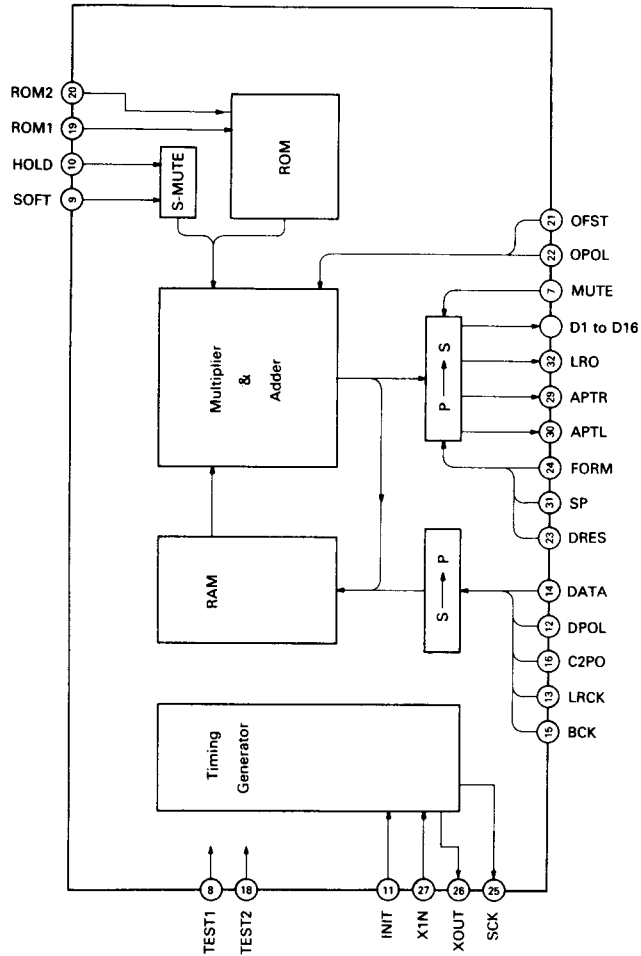 ROM2
20
ROM1
19
HOLD
10
SOFT
9
S-MUTE
ROM
Multiplier
&
Adder
RAM
P → S
S → P
Timing
Generator
OFST
21
OPOL
22
MUTE
7
D1 to D16
LRO
32
APTR
29
APTL
30
FORM
24
SP
31
DRES
23
DATA
14
DPOL
12
C2PO
16
LRCK
13
BCK
15
TEST1
8
TEST2
18
INIT
11
X1N
27
XOUT
26
SCK
25